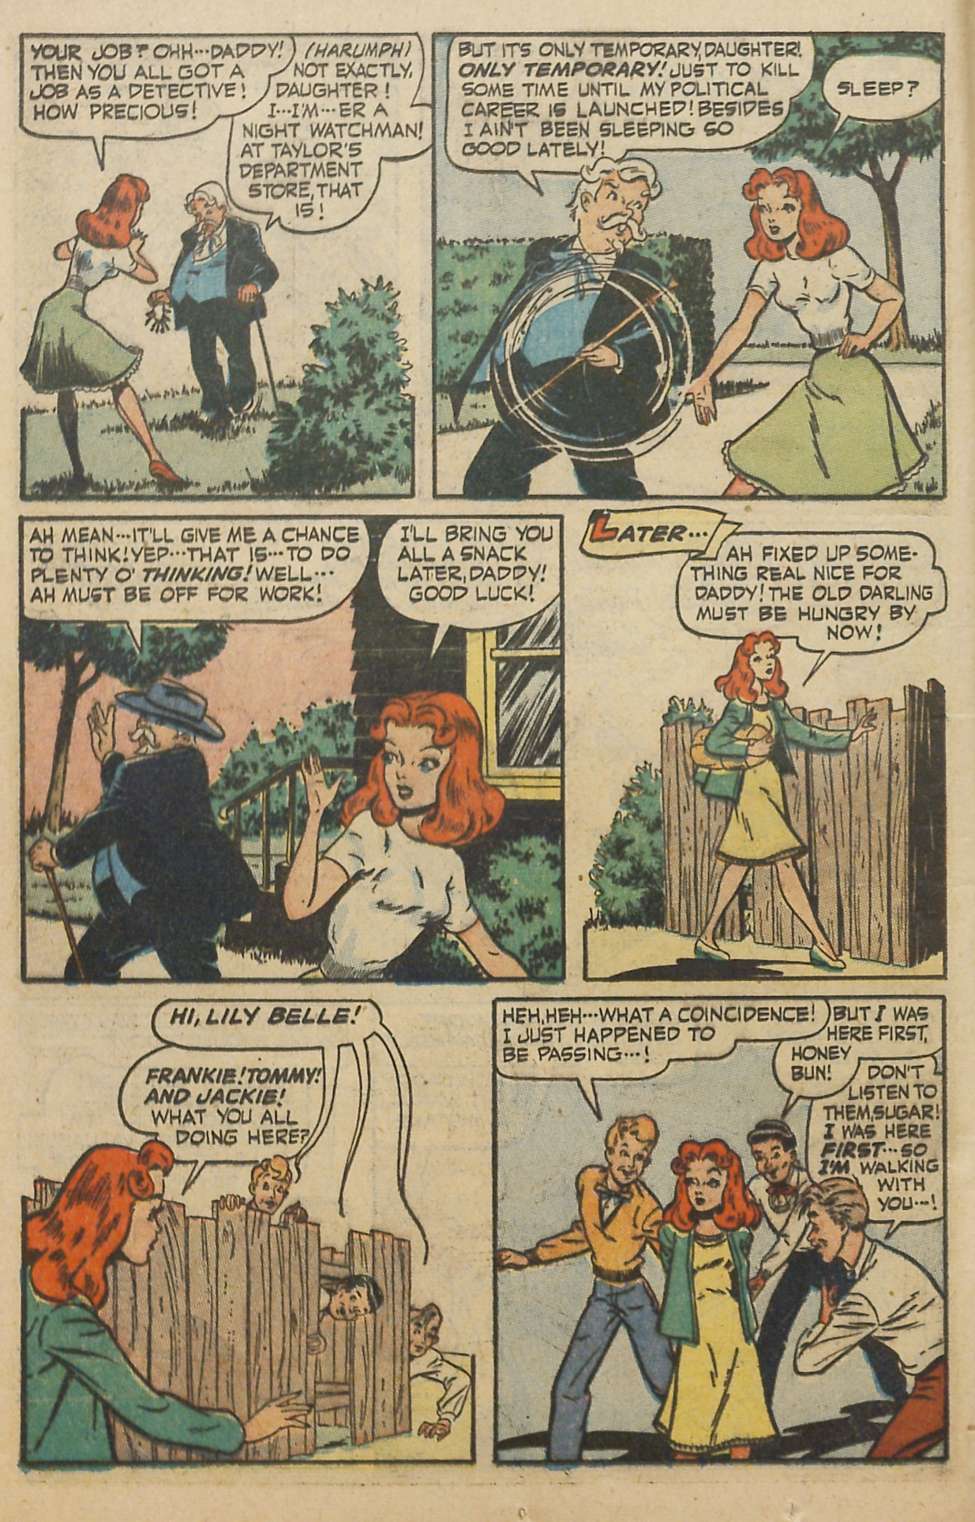 YOUR JOB? OHH---DADDY!
THEN YOU ALL GOT A
JOB AS A DETECTIVE!
HOW PRECIOUS!
(HARUMPH)
NOT EXACTLY,
DAUGHTER!
I---I'M---ER A
NIGHT WATCHMAN!
AT TAYLOR'S
DEPARTMENT
STORE, THAT
IS!
BUT IT'S ONLY TEMPORARY, DAUGHTER!
ONLY TEMPORARY! JUST TO KILL
SOME TIME UNTIL MY POLITICAL
CAREER IS LAUNCHED! BESIDES
I AIN'T BEEN SLEEPING SO
GOOD LATELY!
SLEEP?
AH MEAN---IT'LL GIVE ME A CHANCE
TO THINK! YEP---THAT IS---TO DO
PLENTY O' THINKING! WELL---
AH MUST BE OFF FOR WORK!
I'LL BRING YOU
ALL A SNACK
LATER, DADDY!
GOOD LUCK!
LATER...
AH FIXED UP SOME-
THING REAL NICE FOR
DADDY! THE OLD DARLING
MUST BE HUNGRY BY
NOW!
HI, LILY BELLE!
FRANKIE! TOMMY!
AND JACKIE!
WHAT YOU ALL
DOING HERE?
HEH, HEH---WHAT A COINCIDENCE!
I JUST HAPPENED TO
BE PASSING---!
BUT I WAS
HERE FIRST,
HONEY
BUN!
DON'T
LISTEN TO
THEM, SUGAR!
I WAS HERE
FIRST---SO
I'M WALKING
WITH
YOU---!